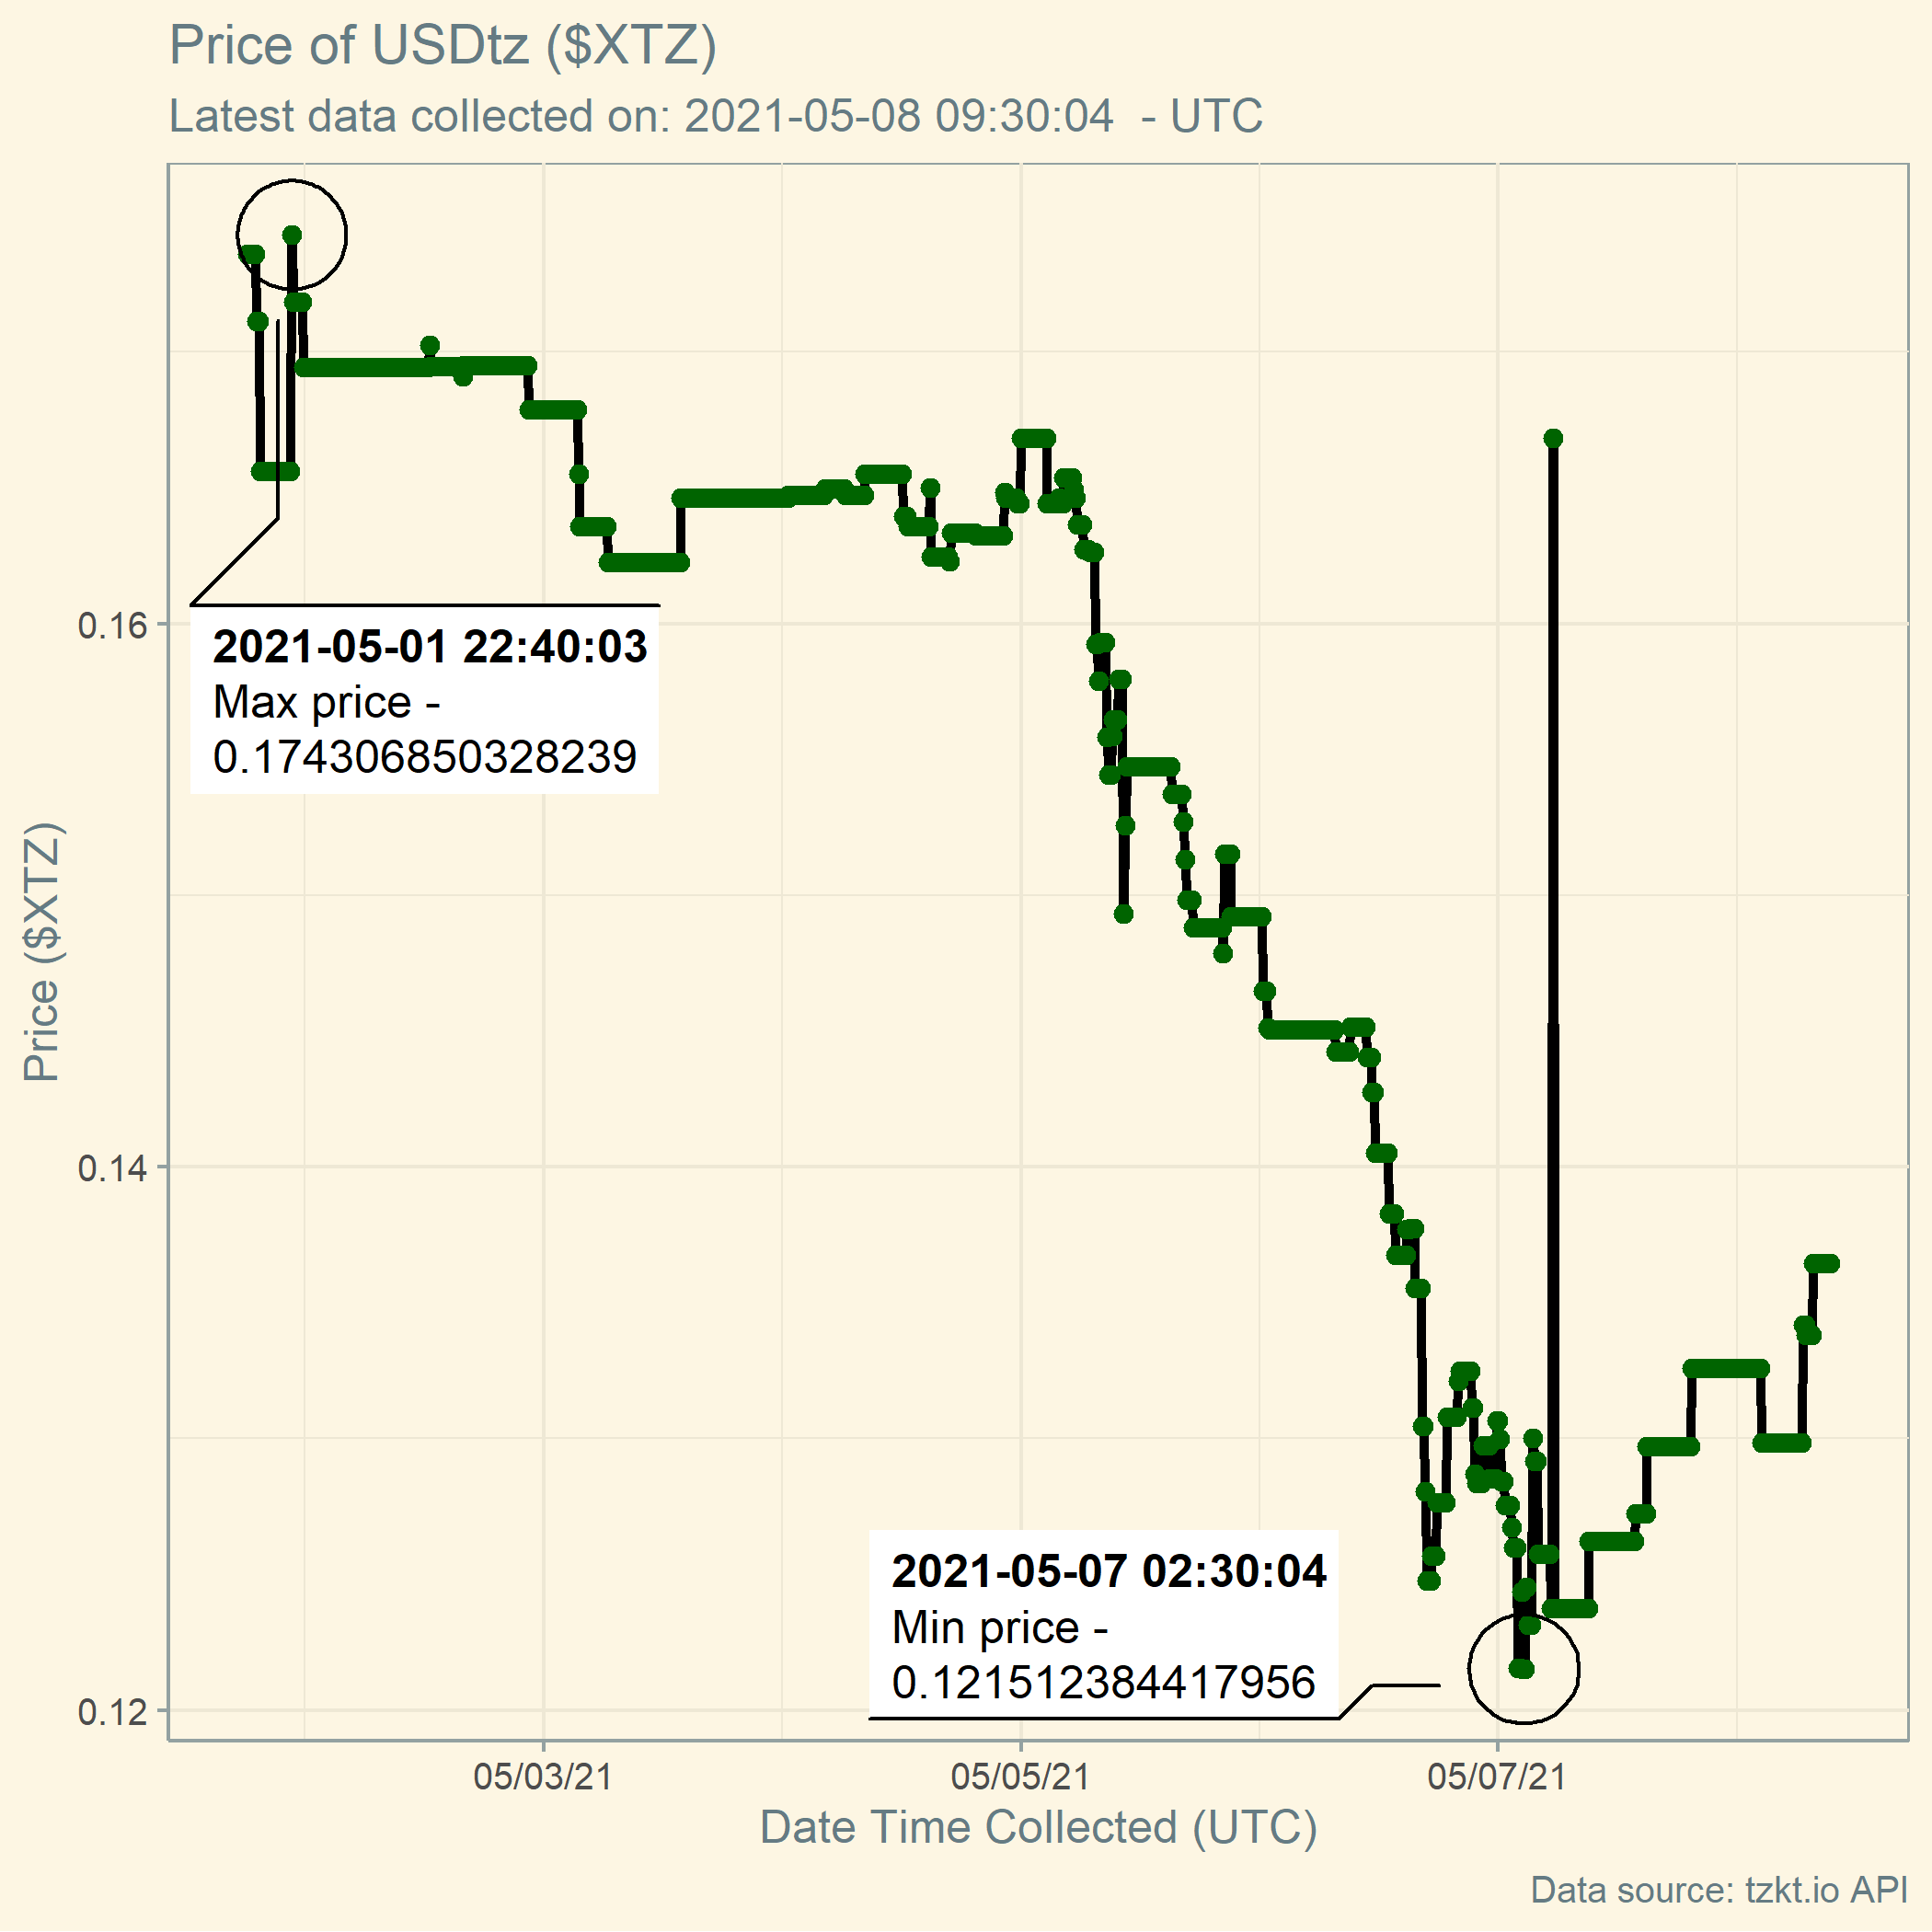 Price of USDtz ($XTZ)
Latest data collected on: 2021-05-08 09:30:04  - UTC
Price ($XTZ)
0.16
0.14
0.12
2021-05-01 22:40:03
Max price -
0.174306850328239
2021-05-07 02:30:04
Min price -
0.121512384417956
05/03/21
05/05/21
05/07/21
Date Time Collected (UTC)
Data source: tzkt.io API